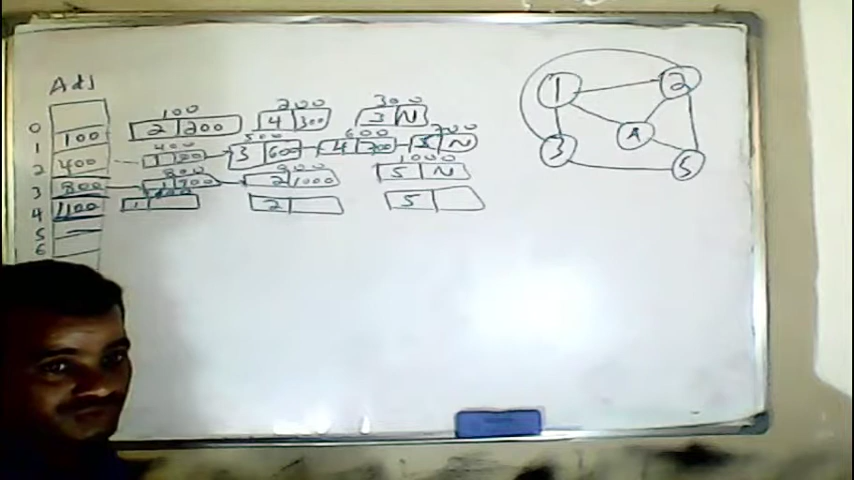 Adj
100 200 300
0 2 200 4 300 3 N
1 100 400 500 600 700
2 400 1 500 3 600 4 700 5 N
800 900 1000
3 800 1 900 2 1000 5 N
4 1100 1 2 5
5
6
1 2
3 4 5